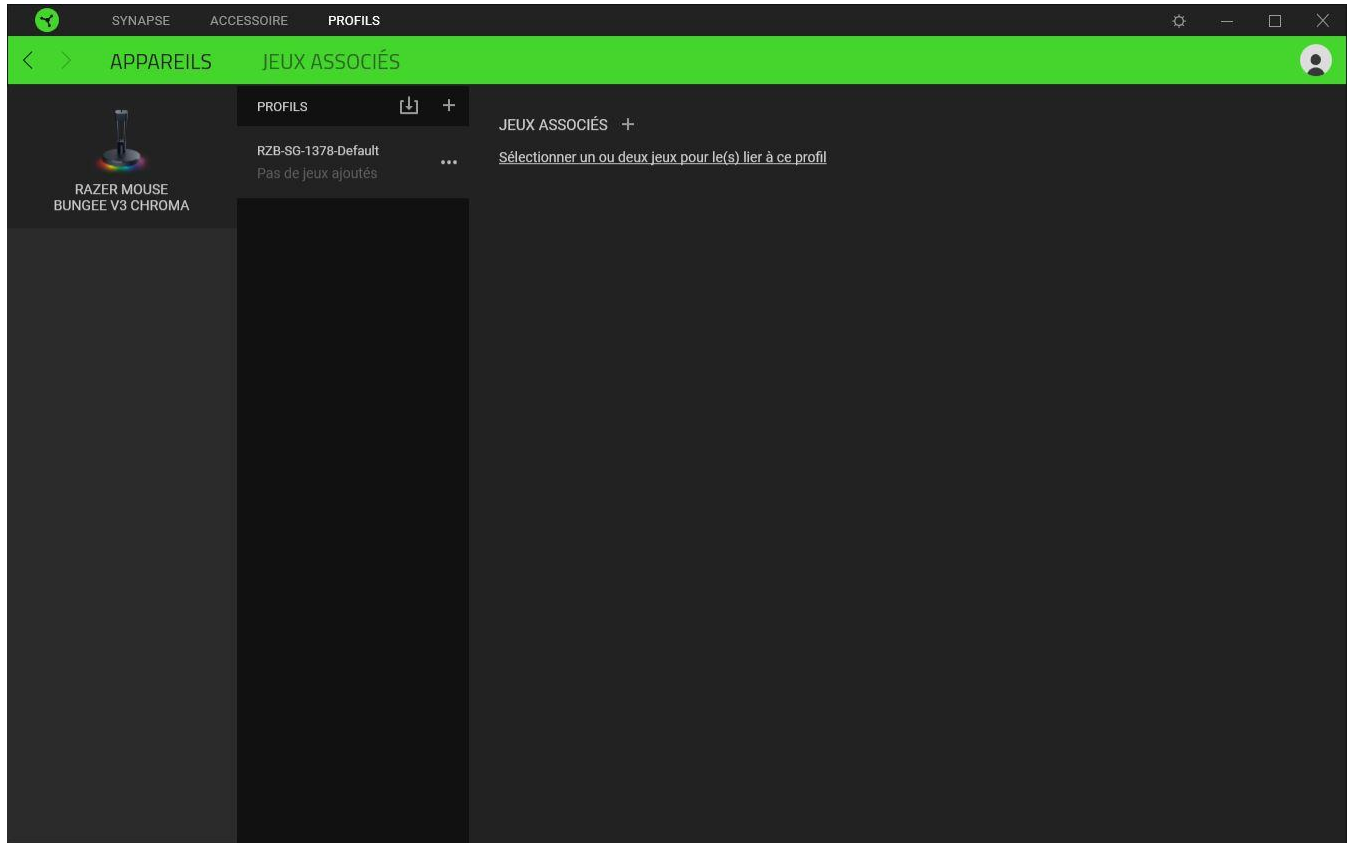 SYNAPSE ACCESSOIRE PROFILS
APPAREILS JEUX ASSOCIÉS
RAZER MOUSE
BUNGEE V3 CHROMA
PROFILS
RZB-SG-1378-Default
Pas de jeux ajoutés
JEUX ASSOCIÉS
Sélectionner un ou deux jeux pour le(s) lier à ce profil